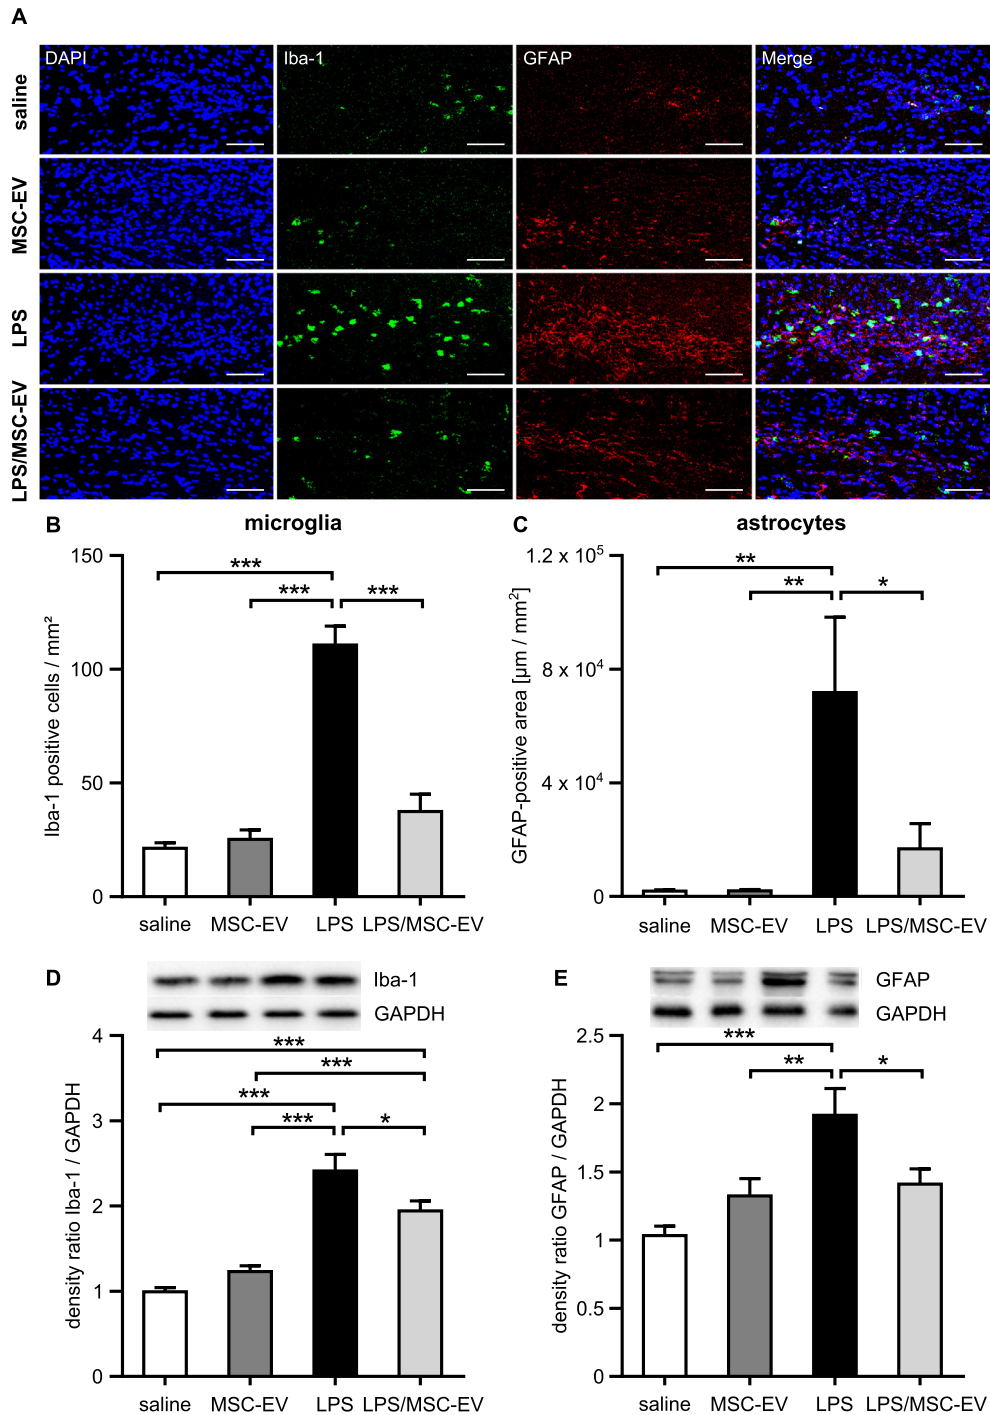 A
DAPI
Iba-1
GFAP
Merge
saline
MSC-EV
LPS
LPS/MSC-EV
B
microglia
Iba-1 positive cells / mm²
150
100
50
0
***
***
***
saline
MSC-EV
LPS
LPS/MSC-EV
C
astrocytes
GFAP-positive area [µm / mm²]
1.2 x 10⁵
8 x 10⁴
4 x 10⁴
0
**
**
*
saline
MSC-EV
LPS
LPS/MSC-EV
D
Iba-1
GAPDH
density ratio Iba-1 / GAPDH
4
3
2
1
0
***
***
***
***
*
saline
MSC-EV
LPS
LPS/MSC-EV
E
GFAP
GAPDH
density ratio GFAP / GAPDH
2.5
2
1.5
1
0.5
0
***
**
*
saline
MSC-EV
LPS
LPS/MSC-EV